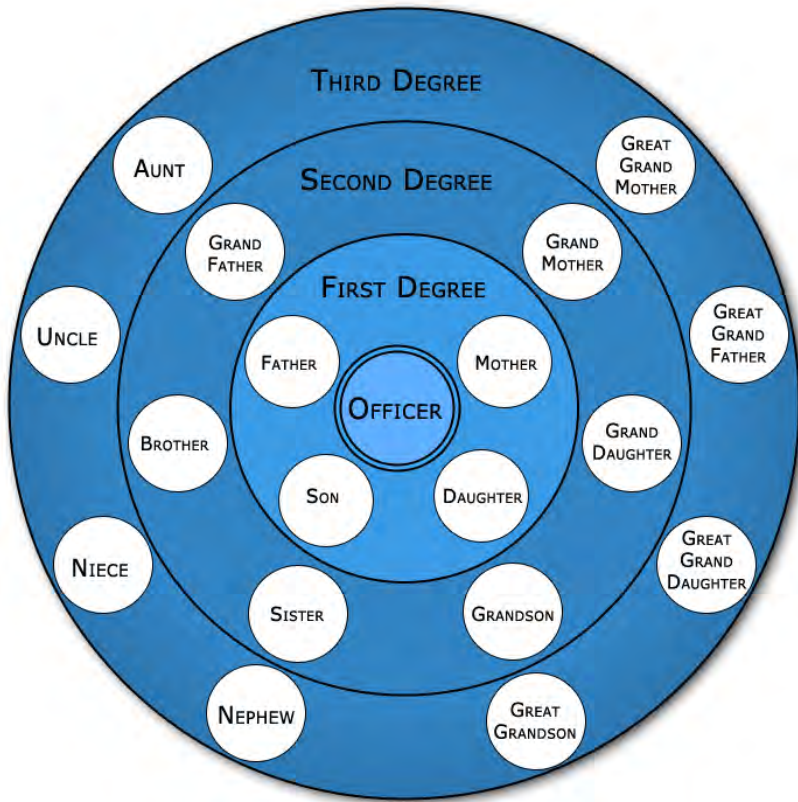 THIRD DEGREE
AUNT
GREAT
GRAND
MOTHER
SECOND DEGREE
GRAND
FATHER
GRAND
MOTHER
FIRST DEGREE
UNCLE
GREAT
GRAND
FATHER
FATHER
MOTHER
OFFICER
BROTHER
GRAND
DAUGHTER
SON
DAUGHTER
NIECE
GREAT
GRAND
DAUGHTER
SISTER
GRANDSON
NEPHEW
GREAT
GRANDSON